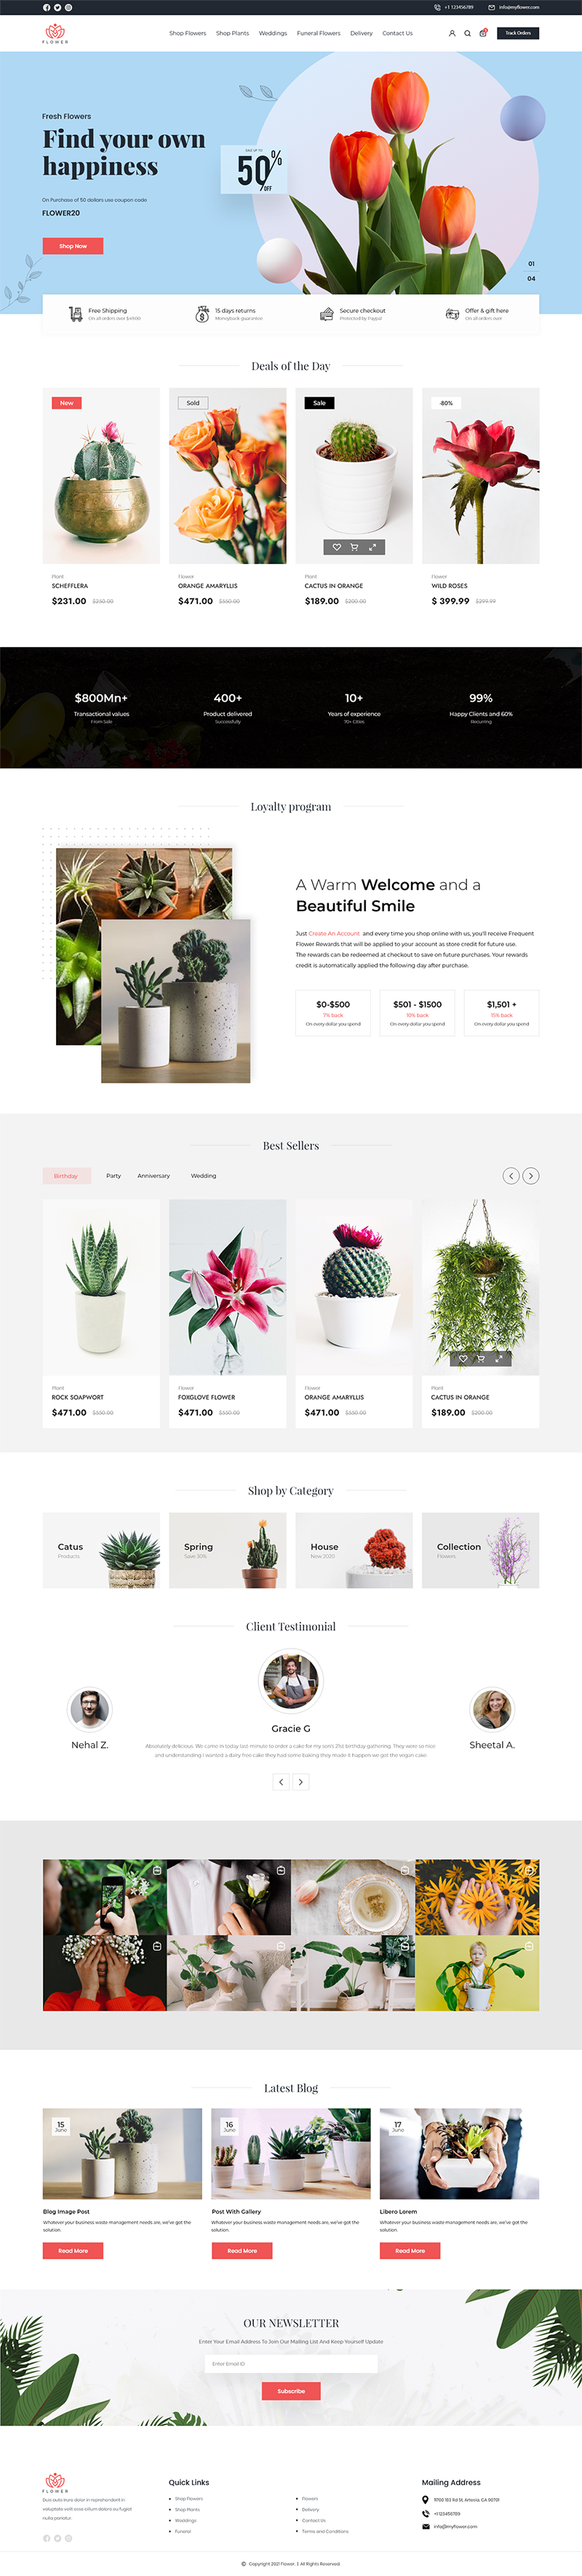 +1 123456789
info@myflower.com
FLOWER
Shop Flowers
Shop Plants
Weddings
Funeral Flowers
Delivery
Contact Us
Track Orders
Fresh Flowers
Find your own
happiness
SALE UP TO
50%
OFF
On Purchase of 50 dollars use coupon code
FLOWER20
Shop Now
01
04
Free Shipping
On all orders over $49.00
15 days returns
Moneyback guarantee
Secure checkout
Protected by Paypal
Offer & gift here
On all orders over
Deals of the Day
New
Sold
Sale
-80%
Plant
SCHEFFLERA
$231.00 $250.00
Flower
ORANGE AMARYLLIS
$471.00 $550.00
Plant
CACTUS IN ORANGE
$189.00 $200.00
Flower
WILD ROSES
$ 399.99 $299.99
$800Mn+
Transactional values
From Sale
400+
Product delivered
Successfully
10+
Years of experience
70+ Cities
99%
Happy Clients and 60%
Recurring
Loyalty program
A Warm Welcome and a
Beautiful Smile
Just Create An Account and every time you shop online with us, you'll receive Frequent
Flower Rewards that will be applied to your account as store credit for future use.
The rewards can be redeemed at checkout to save on future purchases. Your rewards
credit is automatically applied the following day after purchase.
$0-$500
7% back
On every dollar you spend
$501 - $1500
10% back
On every dollar you spend
$1,501 +
15% back
On every dollar you spend
Best Sellers
Birthday
Party
Anniversary
Wedding
Plant
ROCK SOAPWORT
$471.00 $550.00
Flower
FOXGLOVE FLOWER
$471.00 $550.00
Flower
ORANGE AMARYLLIS
$471.00 $550.00
Plant
CACTUS IN ORANGE
$189.00 $200.00
Shop by Category
Catus
Products
Spring
Save 10%
House
New 2020
Collection
Flowers
Client Testimonial
Nehal Z.
Gracie G
Sheetal A.
Absolutely delicious. We came in today last minute to order a cake for my son's 21st birthday gathering. They were so nice
and understanding I wanted a dairy free cake they had some baking they made it happen we got the vegan cake.
Latest Blog
15
June
Blog Image Post
Whatever your business waste management needs are, we've got the
solution.
Read More
16
June
Post With Gallery
Whatever your business waste management needs are, we've got the
solution.
Read More
17
June
Libero Lorem
Whatever your business waste management needs are, we've got the
solution.
Read More
OUR NEWSLETTER
Enter Your Email Address To Join Our Mailing List And Keep Yourself Update
Enter Email ID
Subscribe
FLOWER
Duis aute irure dolor in reprehenderit in
voluptate velit esse cillum dolore eu fugiat
nulla pariatur.
Quick Links
Shop Flowers
Shop Plants
Weddings
Funeral
Flowers
Delivery
Contact Us
Terms and Conditions
Mailing Address
11700 153 Rd St, Artesia, CA 90701
+1123456789
info@myflower.com
© Copyright 2021 Flower. | All Rights Reserved.